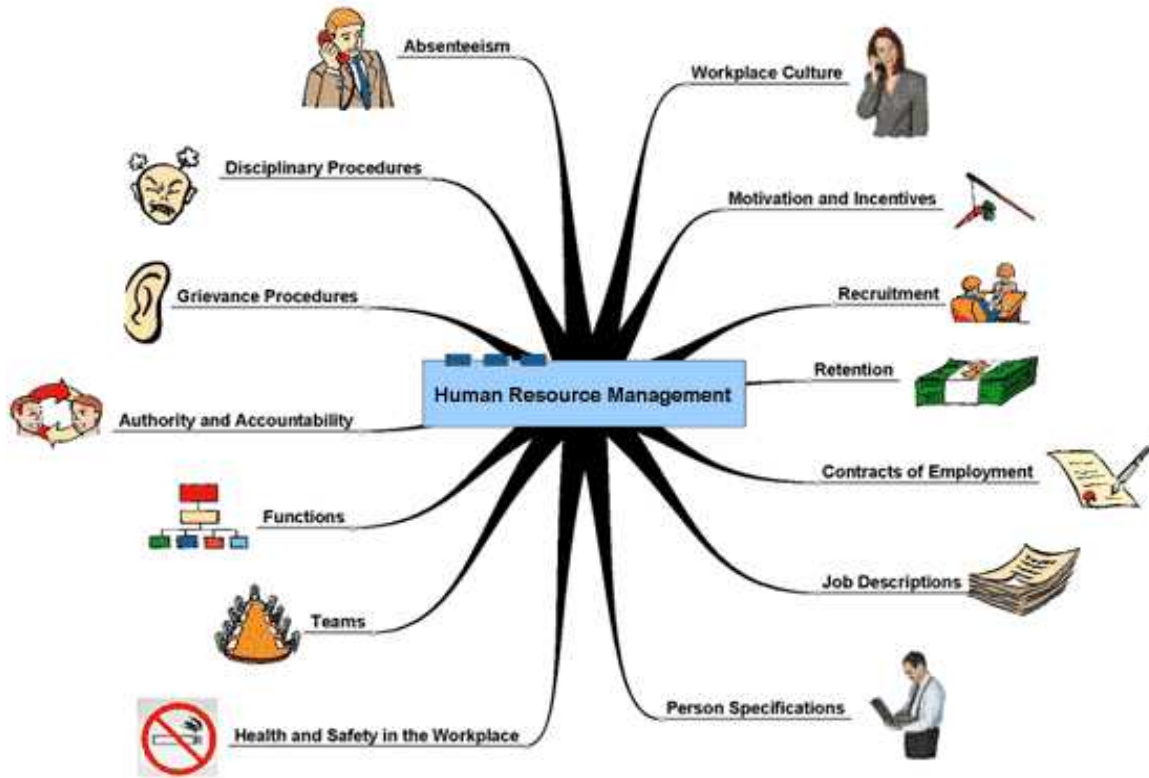 Absenteeism
Workplace Culture
Disciplinary Procedures
Motivation and Incentives
Grievance Procedures
Recruitment
Human Resource Management
Retention
Authority and Accountability
Contracts of Employment
Functions
Job Descriptions
Teams
Person Specifications
Health and Safety in the Workplace